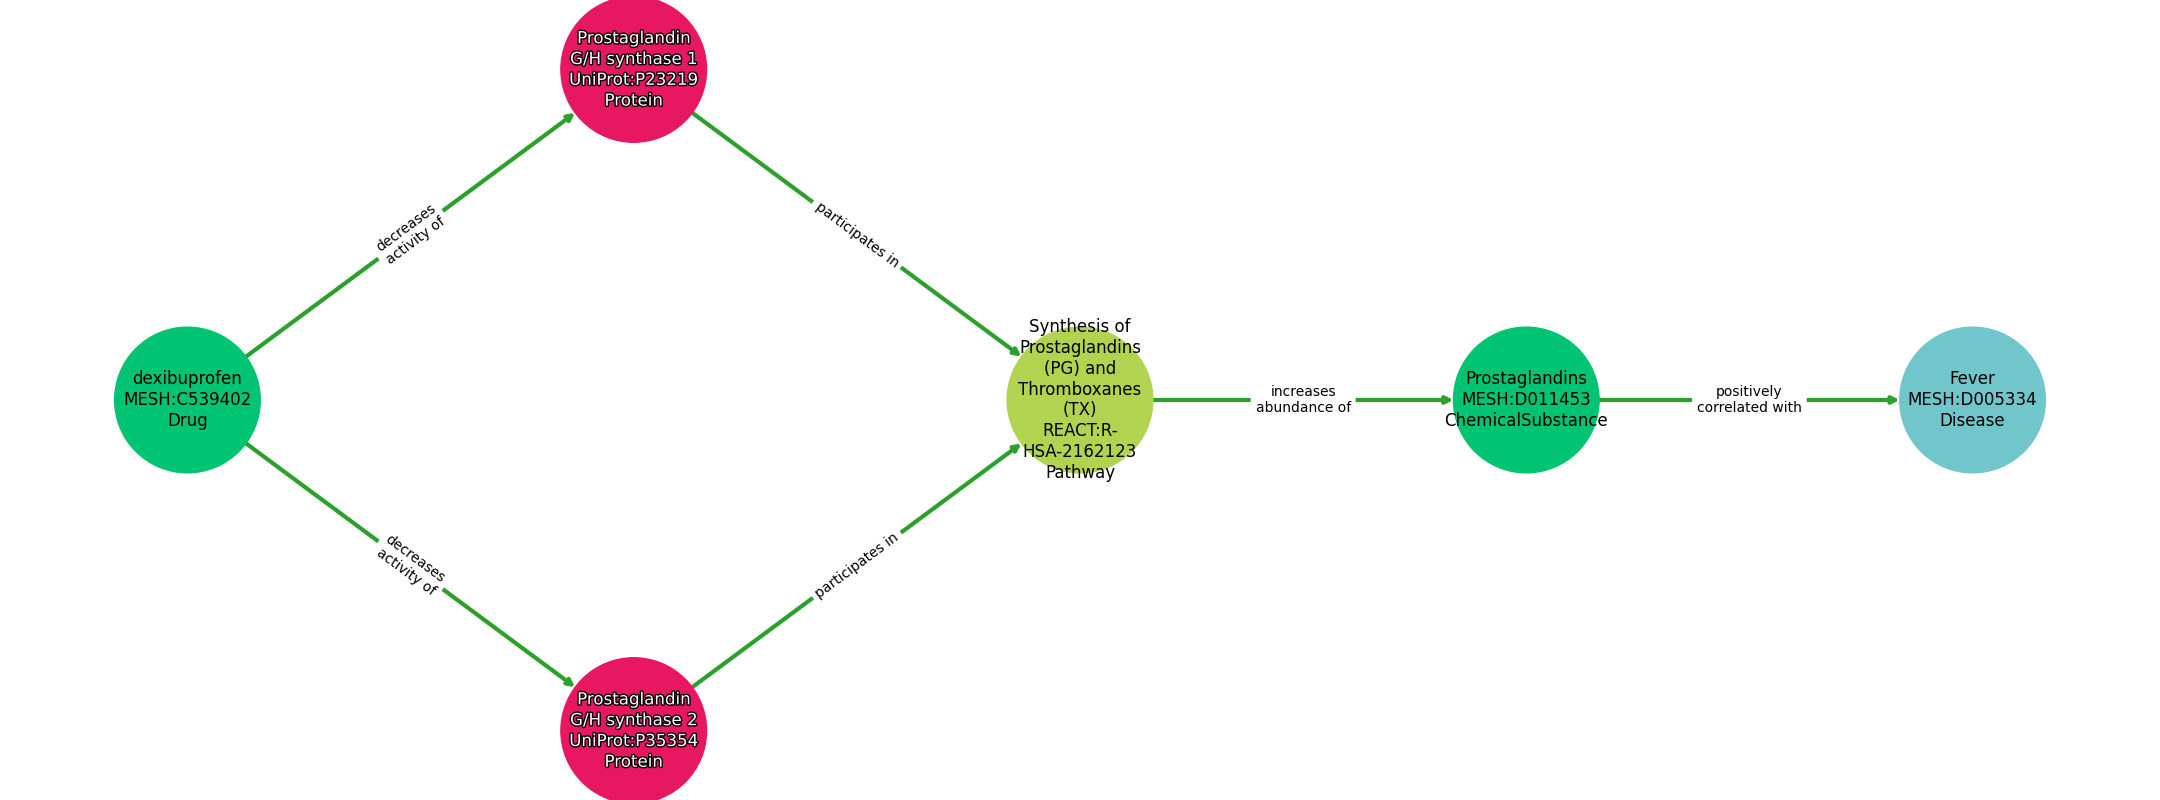 Prostaglandin
G/H synthase 1
UniProt:P23219
Protein
decreases
activity of
participates in
dexibuprofen
MESH:C539402
Drug
Synthesis of
Prostaglandins
(PG) and
Thromboxanes
(TX)
REACT:R-
HSA-2162123
Pathway
increases
abundance of
Prostaglandins
MESH:D011453
ChemicalSubstance
positively
correlated with
Fever
MESH:D005334
Disease
decreases
activity of
participates in
Prostaglandin
G/H synthase 2
UniProt:P35354
Protein